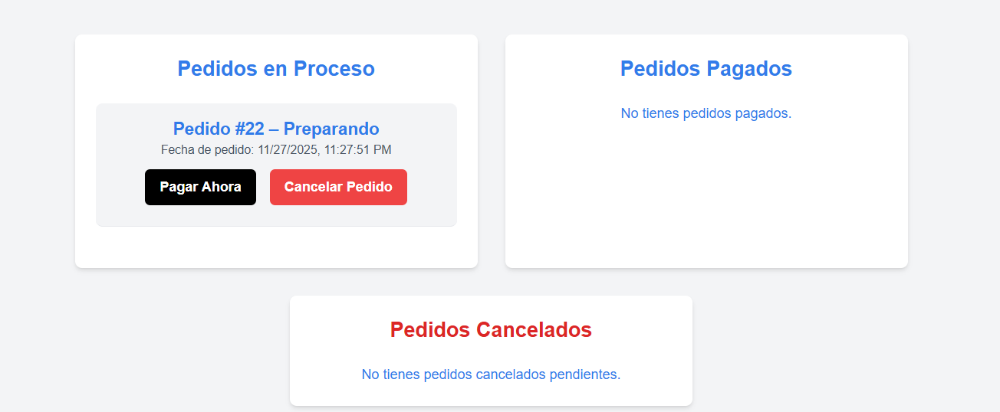 Pedidos en Proceso
Pedido #22 – Preparando
Fecha de pedido: 11/27/2025, 11:27:51 PM
Pagar Ahora
Cancelar Pedido
Pedidos Pagados
No tienes pedidos pagados.
Pedidos Cancelados
No tienes pedidos cancelados pendientes.